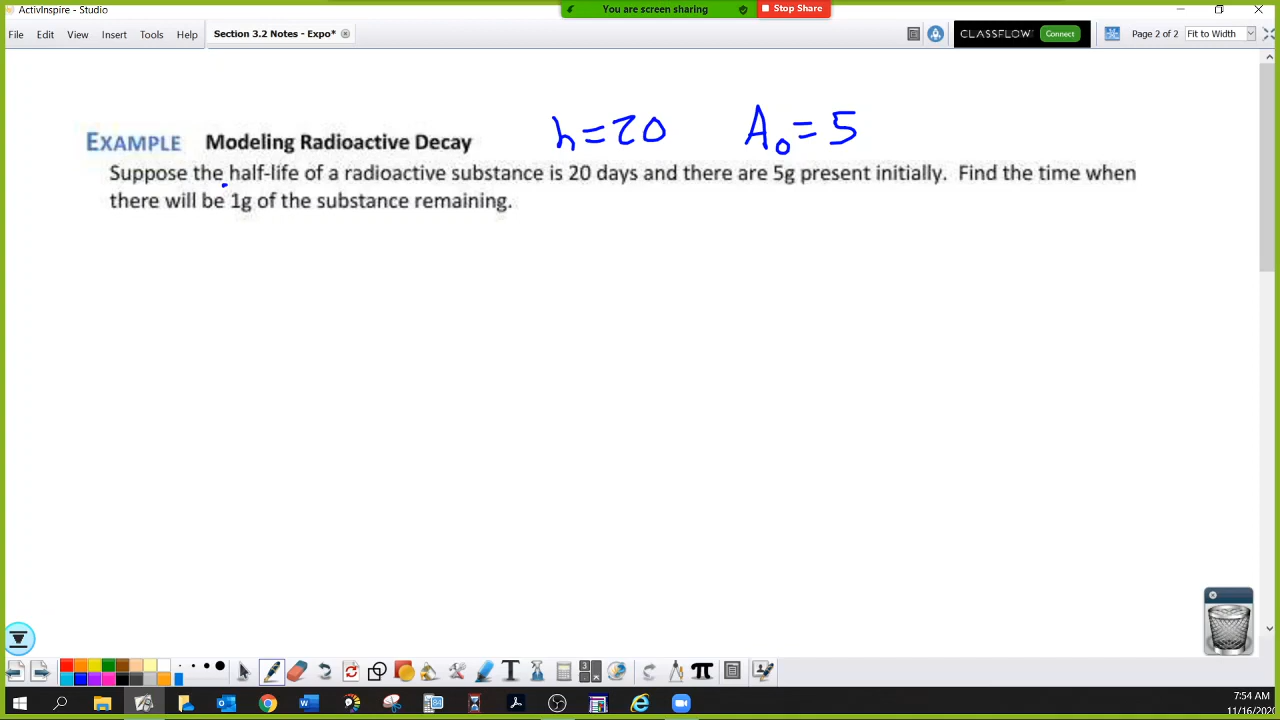 ActivInspire - Studio
You are screen sharing
Stop Share
File Edit View Insert Tools Help
Section 3.2 Notes - Expo*
CLASSFLOW Connect
Page 2 of 2
Fit to Width
h=20 A₀=5
EXAMPLE Modeling Radioactive Decay
Suppose the half-life of a radioactive substance is 20 days and there are 5g present initially. Find the time when
there will be 1g of the substance remaining.
7:54 AM
11/16/2020